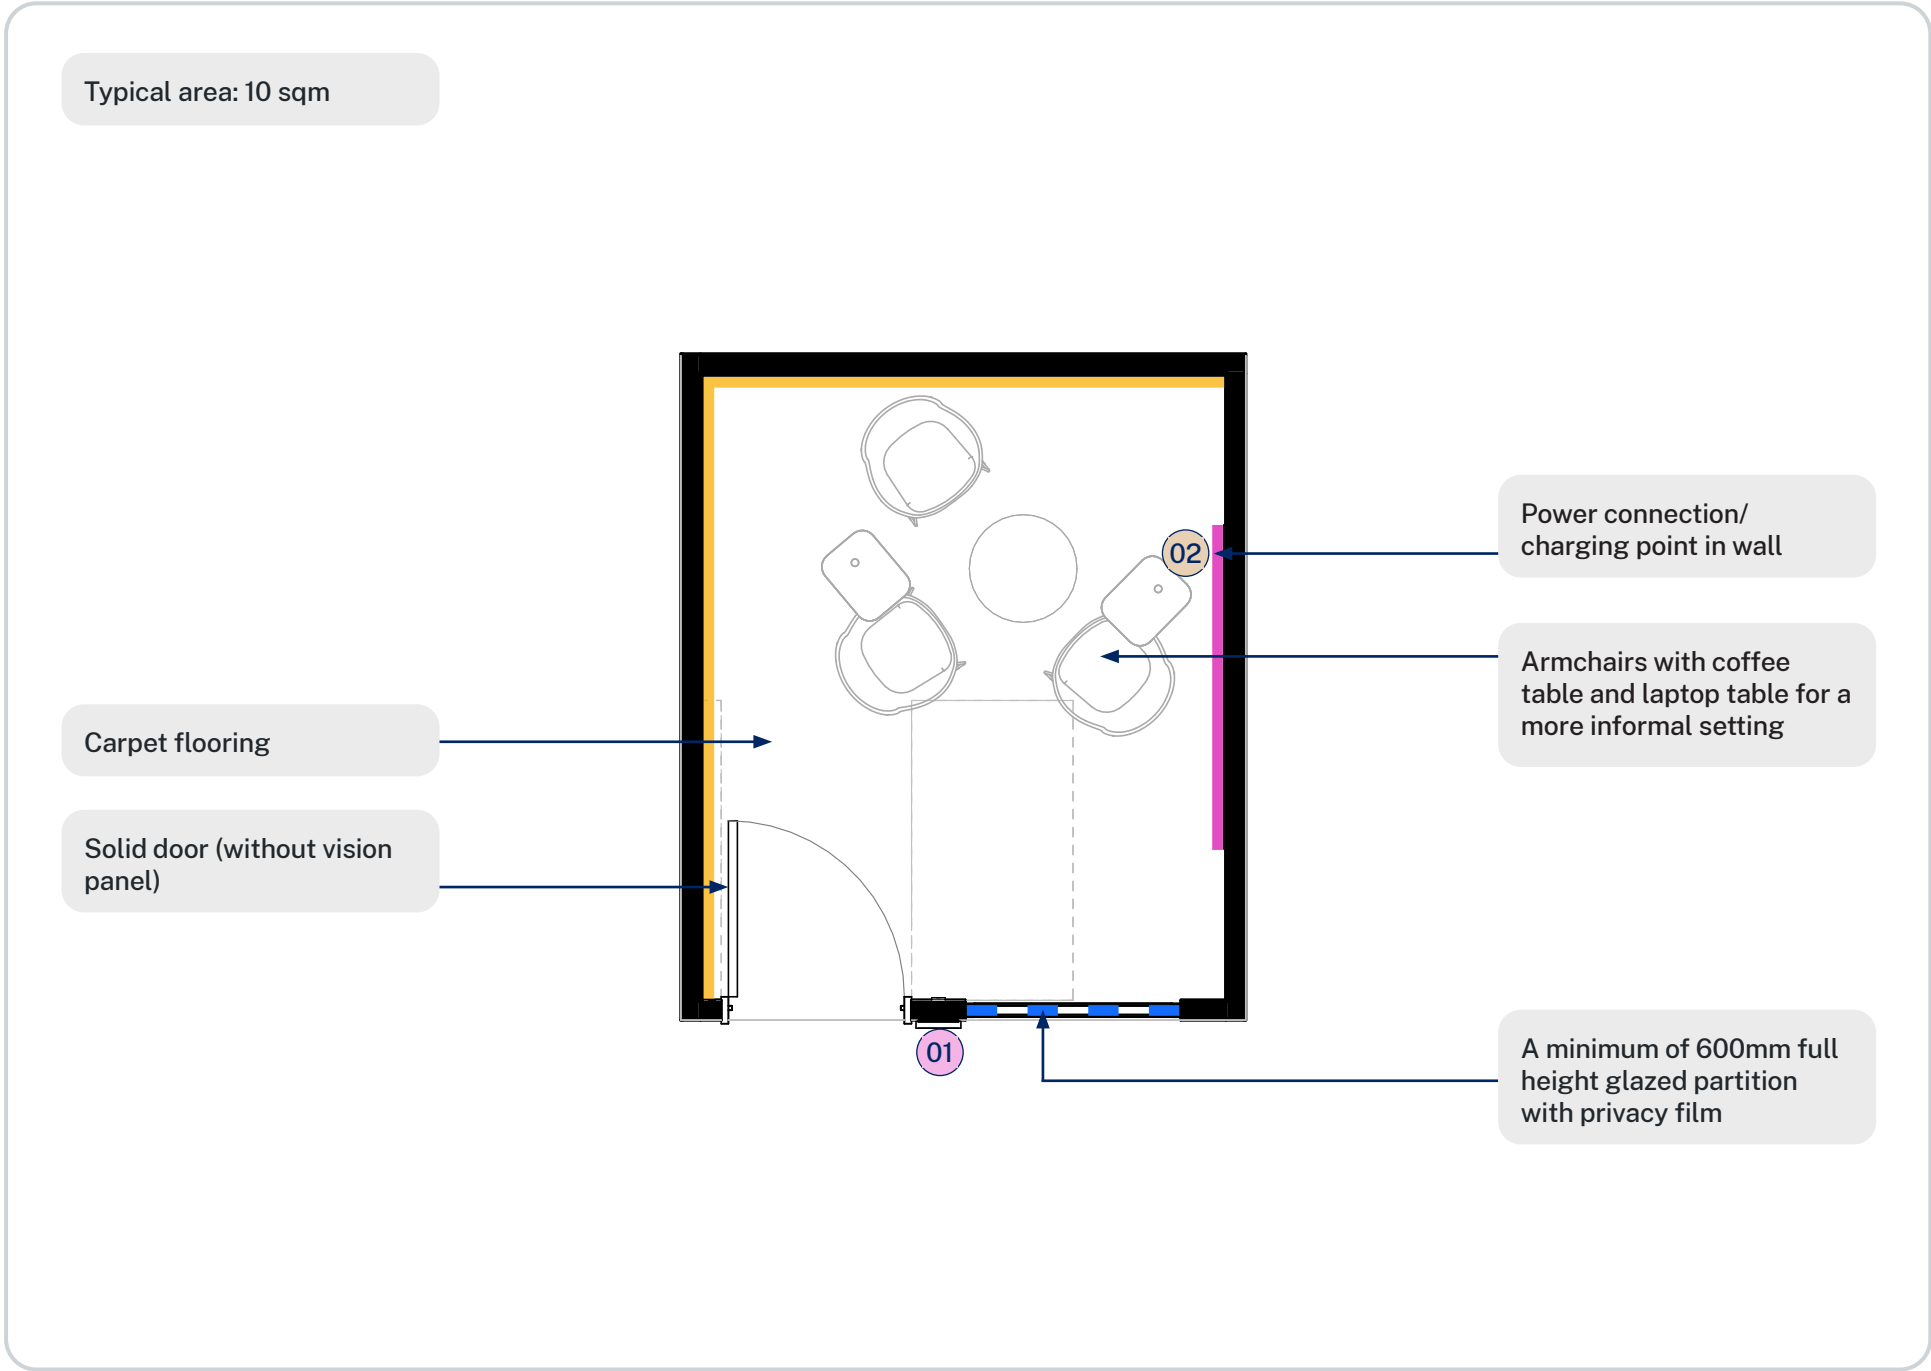 Typical area: 10 sqm
02
Power connection/
charging point in wall
Armchairs with coffee
table and laptop table for a
more informal setting
Carpet flooring
Solid door (without vision
panel)
01
A minimum of 600mm full
height glazed partition
with privacy film